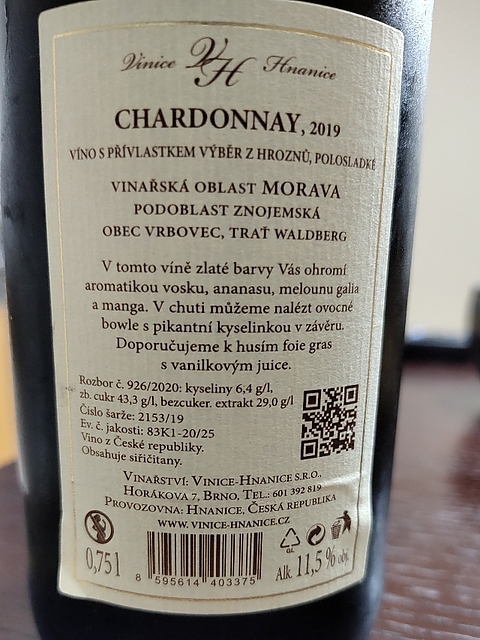 Vinice VH Hnanice
CHARDONNAY, 2019
VÍNO S PŘÍVLASTKEM VÝBĚR Z HROZNŮ, POLOSLADKÉ
VINAŘSKÁ OBLAST MORAVA
PODOBLAST ZNOJEMSKÁ
OBEC VRBOVEC, TRAŤ WALDBERG
V tomto víně zlaté barvy Vás ohromí
aromatikou vosku, ananasu, melounu galia
a manga. V chuti můžeme nalézt ovocné
bowle s pikantní kyselinkou v závěru.
Doporučujeme k husím foie gras
s vanilkovým juice.
Rozbor č. 926/2020: kyseliny 6,4 g/l,
zb. cukr 43,3 g/l, bezcuker. extrakt 29,0 g/l
Číslo šarže: 2153/19
Ev. č. jakosti: 83K1-20/25
Víno z České republiky.
Obsahuje siřičitany.
VINAŘSTVÍ: VINICE-HNANICE S.R.O.,
HORÁKOVA 7, BRNO, TEL.: 601 392 819
PROVOZOVNA: HNANICE, ČESKÁ REPUBLIKA
WWW.VINICE-HNANICE.CZ
0,75 l
8 595614 403375
GL
Alk. 11,5 % obj.